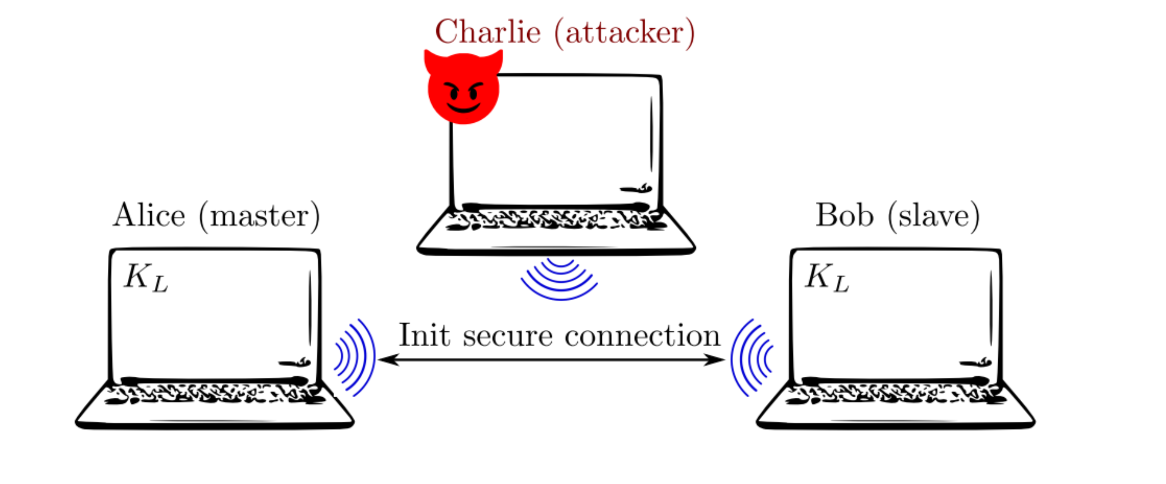 Charlie (attacker)
Alice (master)
Bob (slave)
K_L
K_L
Init secure connection